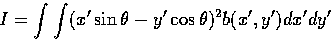 I = ∫ ∫ (x′ sin θ − y′ cos θ)² b(x′, y′) dx′ dy′